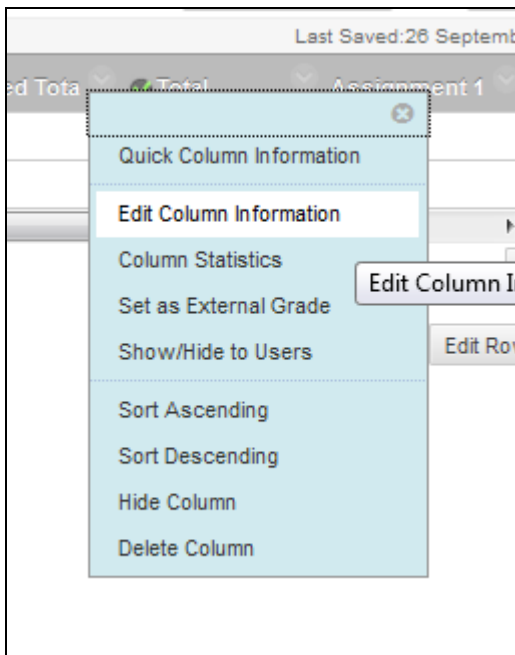 Last Saved:26 Septemb
ed Tota Total Assignment 1
Quick Column Information
Edit Column Information
Column Statistics
Edit Column I
Set as External Grade
Show/Hide to Users
Edit Ro
Sort Ascending
Sort Descending
Hide Column
Delete Column